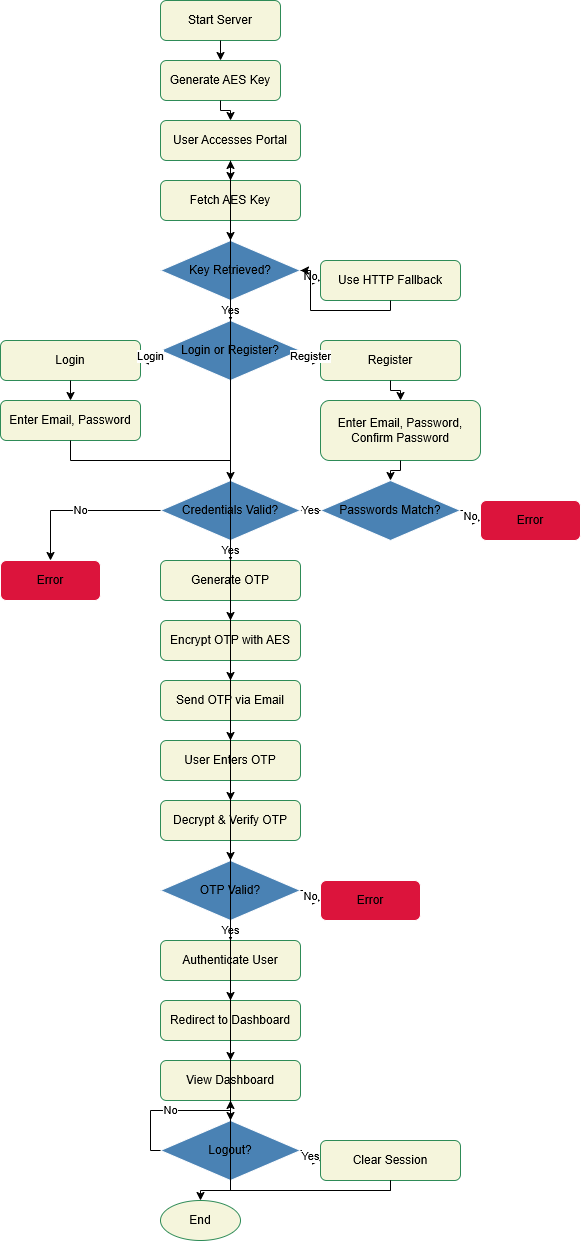 Start Server
Generate AES Key
User Accesses Portal
Fetch AES Key
Key Retrieved?
No
Use HTTP Fallback
Yes
Login
Login
Login or Register?
Register
Register
Enter Email, Password
Enter Email, Password,
Confirm Password
No
Credentials Valid?
Yes
Passwords Match?
No
Error
Yes
Error
Generate OTP
Encrypt OTP with AES
Send OTP via Email
User Enters OTP
Decrypt & Verify OTP
OTP Valid?
No
Error
Yes
Authenticate User
Redirect to Dashboard
View Dashboard
No
Logout?
Yes
Clear Session
End